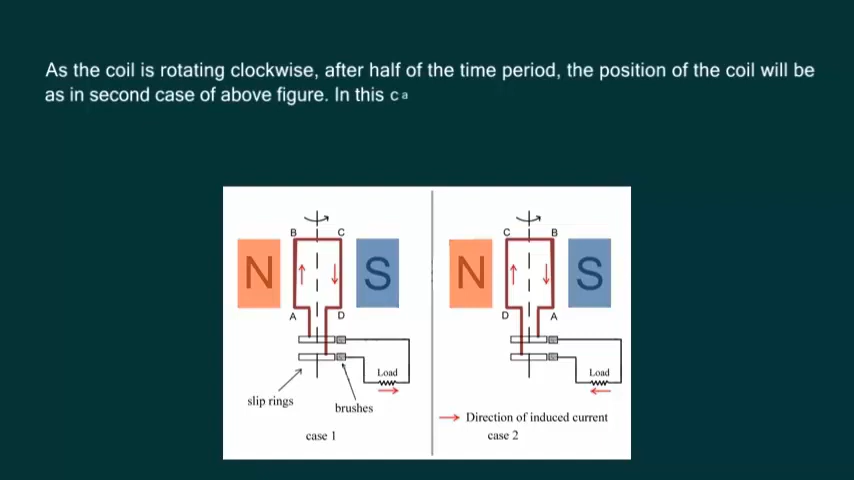 As the coil is rotating clockwise, after half of the time period, the position of the coil will be
as in second case of above figure. In this ca
B C C B
N S N S
A D D A
Load Load
slip rings
brushes
Direction of induced current
case 1 case 2